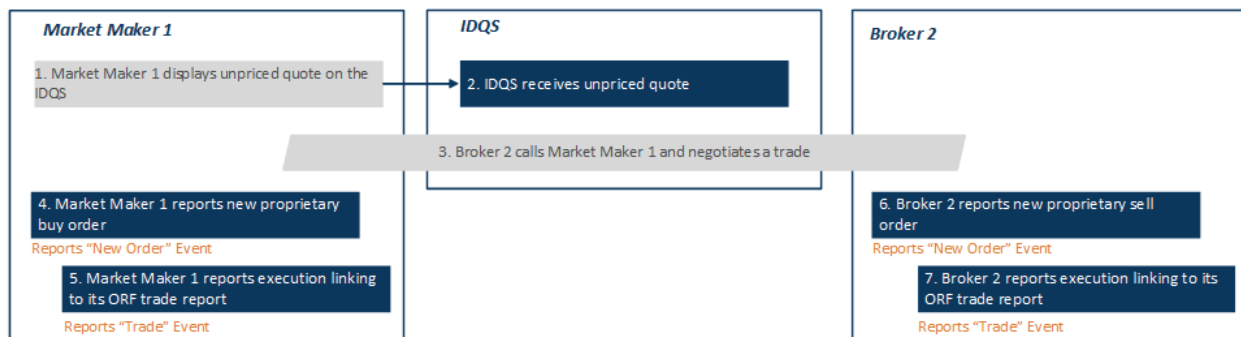 Market Maker 1
IDQS
Broker 2
1. Market Maker 1 displays unpriced quote on the
IDQS
2. IDQS receives unpriced quote
3. Broker 2 calls Market Maker 1 and negotiates a trade
4. Market Maker 1 reports new proprietary
buy order
Reports “New Order” Event
5. Market Maker 1 reports execution linking
to its ORF trade report
Reports “Trade” Event
6. Broker 2 reports new proprietary sell
order
Reports “New Order” Event
7. Broker 2 reports execution linking to its
ORF trade report
Reports “Trade” Event